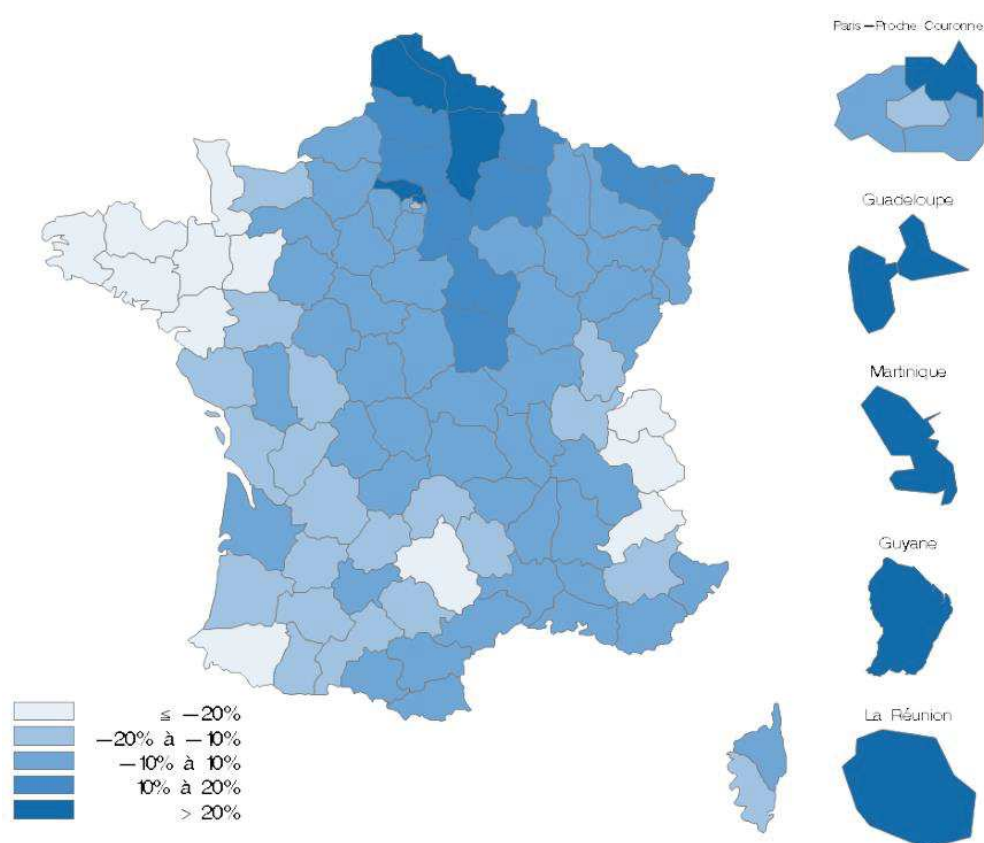 Paris-Proche Couronne
Guadeloupe
Martinique
Guyane
La Réunion
≤ -20%
-20% à -10%
-10% à 10%
10% à 20%
> 20%